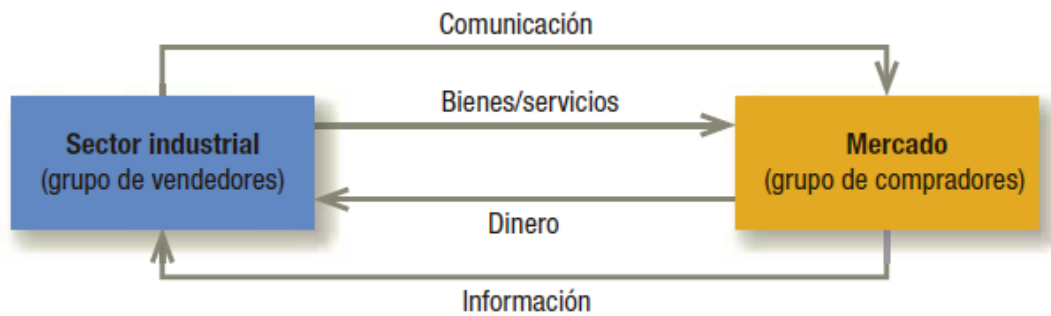 Comunicación
Bienes/servicios
Sector industrial
(grupo de vendedores)
Mercado
(grupo de compradores)
Dinero
Información